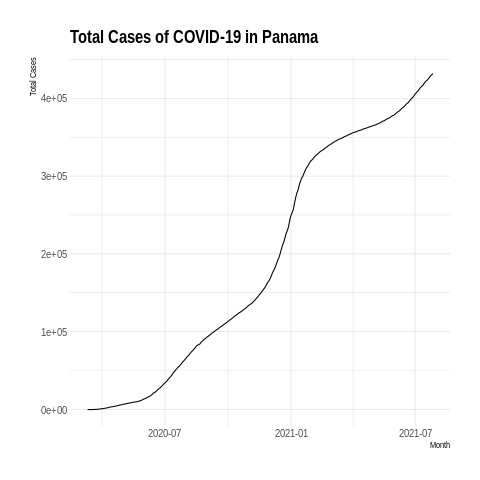 Total Cases of COVID-19 in Panama
Total Cases
4e+05
3e+05
2e+05
1e+05
0e+00
2020-07
2021-01
2021-07
Month